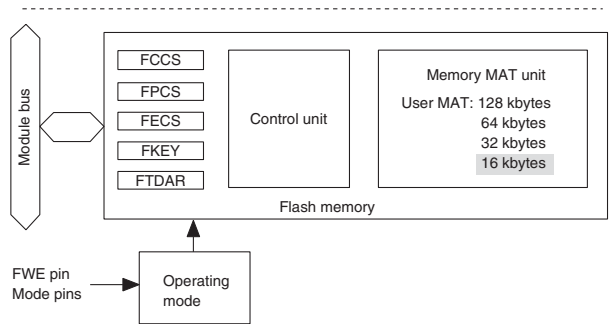 Module bus
FCCS
FPCS
FECS
FKEY
FTDAR
Control unit
Memory MAT unit
User MAT: 128 kbytes
64 kbytes
32 kbytes
16 kbytes
Flash memory
FWE pin
Mode pins
Operating
mode